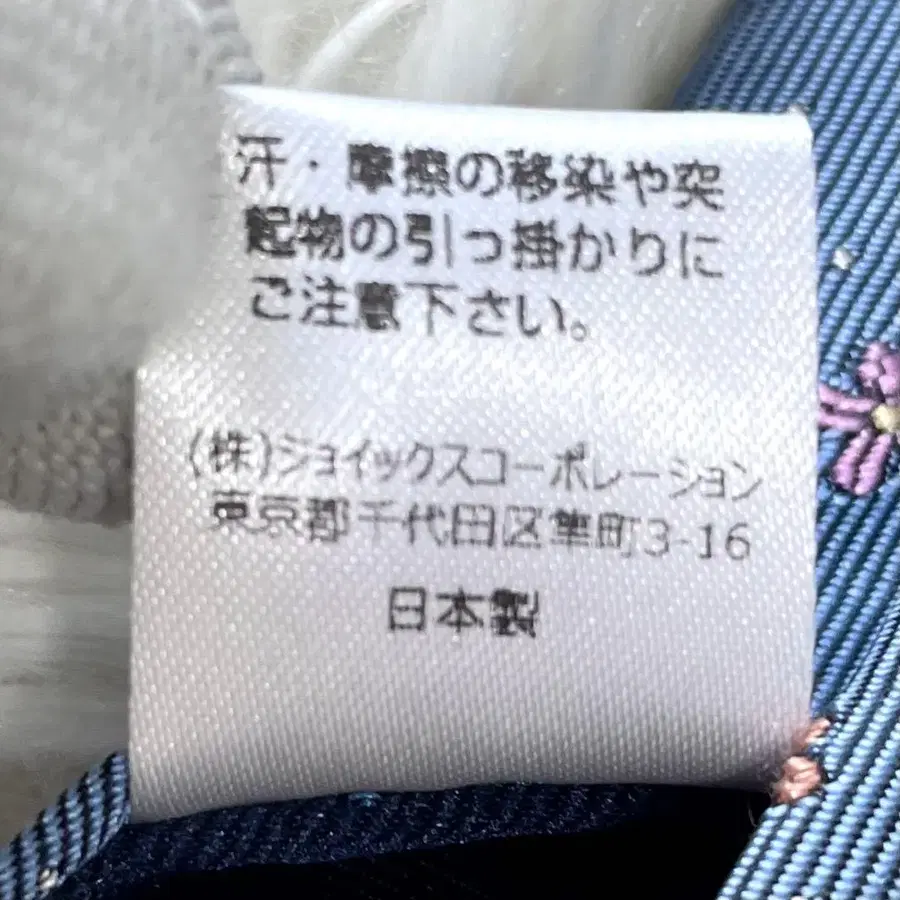 汗・摩擦の移染や突
起物の引っ掛かりに
ご注意下さい。
(株)ジョイックスコーポレーション
東京都千代田区隼町3-16
日本製